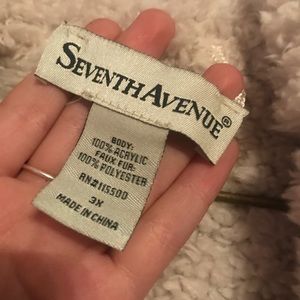 SEVENTH AVENUE®
BODY:
100% ACRYLIC
FAUX FUR:
100% POLYESTER
RN#115500
3X
MADE IN CHINA